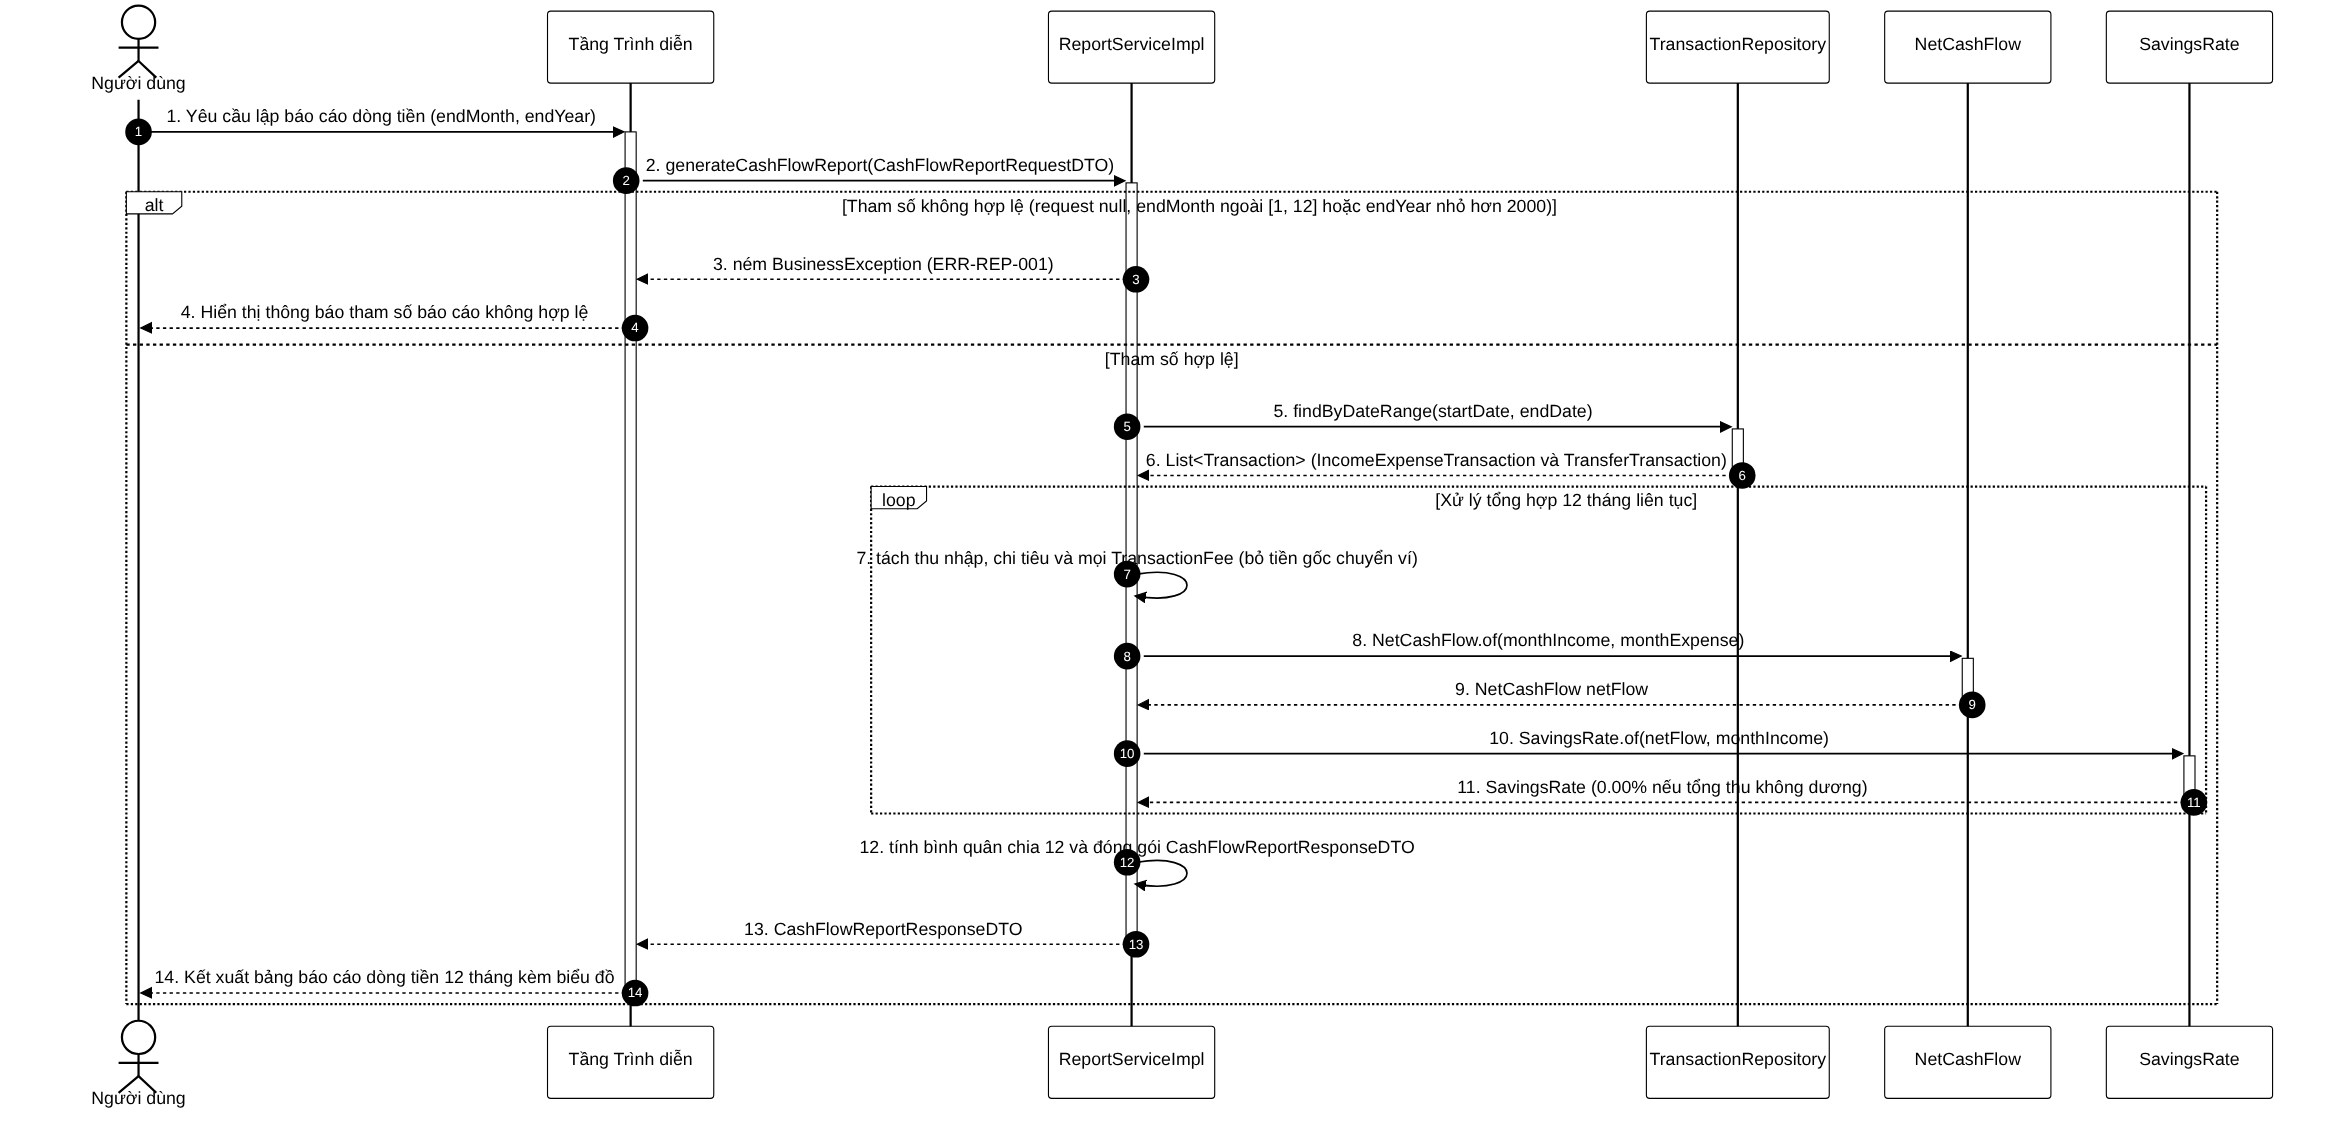 Người dùng
Tầng Trình diễn
ReportServiceImpl
TransactionRepository
NetCashFlow
SavingsRate
1. Yêu cầu lập báo cáo dòng tiền (endMonth, endYear)
1
2. generateCashFlowReport(CashFlowReportRequestDTO)
2
alt
[Tham số không hợp lệ (request null, endMonth ngoài [1, 12] hoặc endYear nhỏ hơn 2000)]
3. ném BusinessException (ERR-REP-001)
3
4. Hiển thị thông báo tham số báo cáo không hợp lệ
4
[Tham số hợp lệ]
5. findByDateRange(startDate, endDate)
5
6. List<Transaction> (IncomeExpenseTransaction và TransferTransaction)
6
loop
[Xử lý tổng hợp 12 tháng liên tục]
7. tách thu nhập, chi tiêu và mọi TransactionFee (bỏ tiền gốc chuyển ví)
7
8. NetCashFlow.of(monthIncome, monthExpense)
8
9. NetCashFlow netFlow
9
10. SavingsRate.of(netFlow, monthIncome)
10
11. SavingsRate (0.00% nếu tổng thu không dương)
11
12. tính bình quân chia 12 và đóng gói CashFlowReportResponseDTO
12
13. CashFlowReportResponseDTO
13
14. Kết xuất bảng báo cáo dòng tiền 12 tháng kèm biểu đồ
14
Người dùng
Tầng Trình diễn
ReportServiceImpl
TransactionRepository
NetCashFlow
SavingsRate